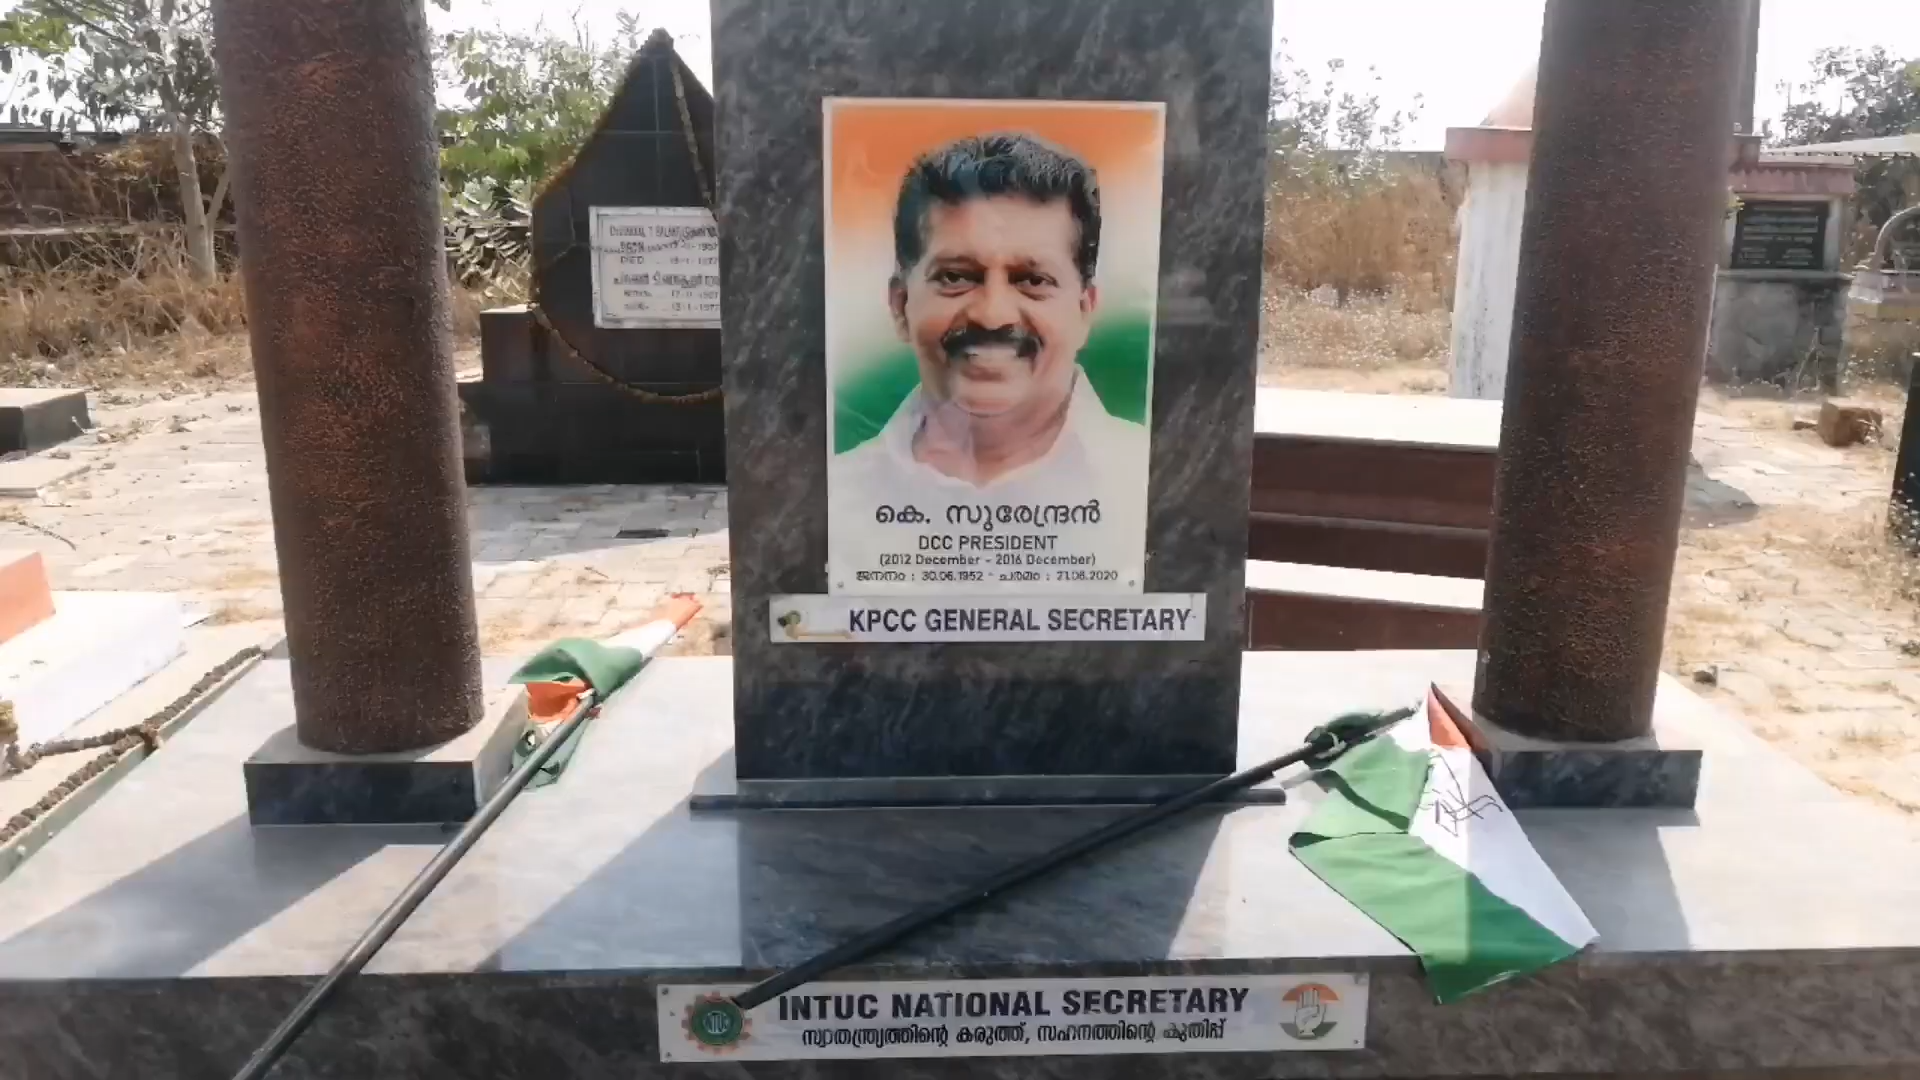 കെ. സുരേന്ദ്രൻ
DCC PRESIDENT
(2012 December - 2016 December)
ജനനം : 30.06.1952 - ചരമം : 21.06.2020
KPCC GENERAL SECRETARY
INTUC NATIONAL SECRETARY
സ്വാതന്ത്ര്യത്തിന്റെ കരുത്ത്, സഹനത്തിന്റെ കുതിപ്പ്
DIED